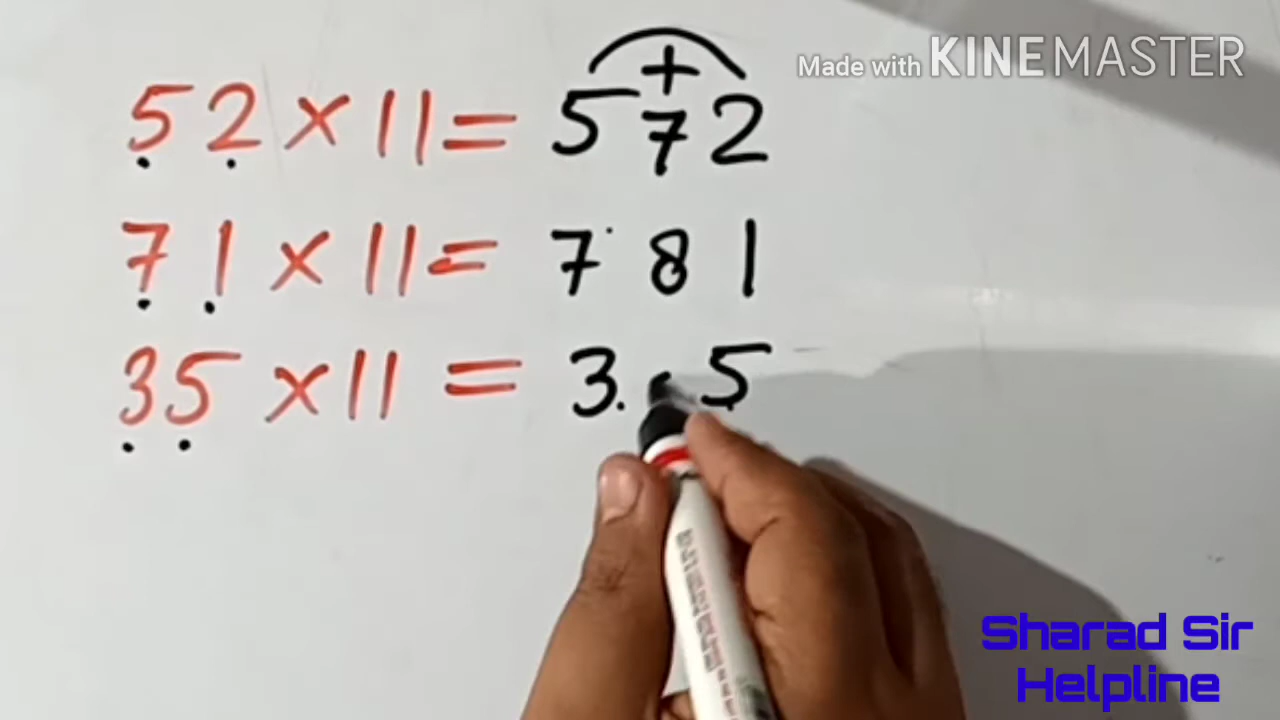 Made with KINEMASTER
+
52 × 11 = 572
71 × 11 = 781
35 × 11 = 3 5
Sharad Sir
Helpline